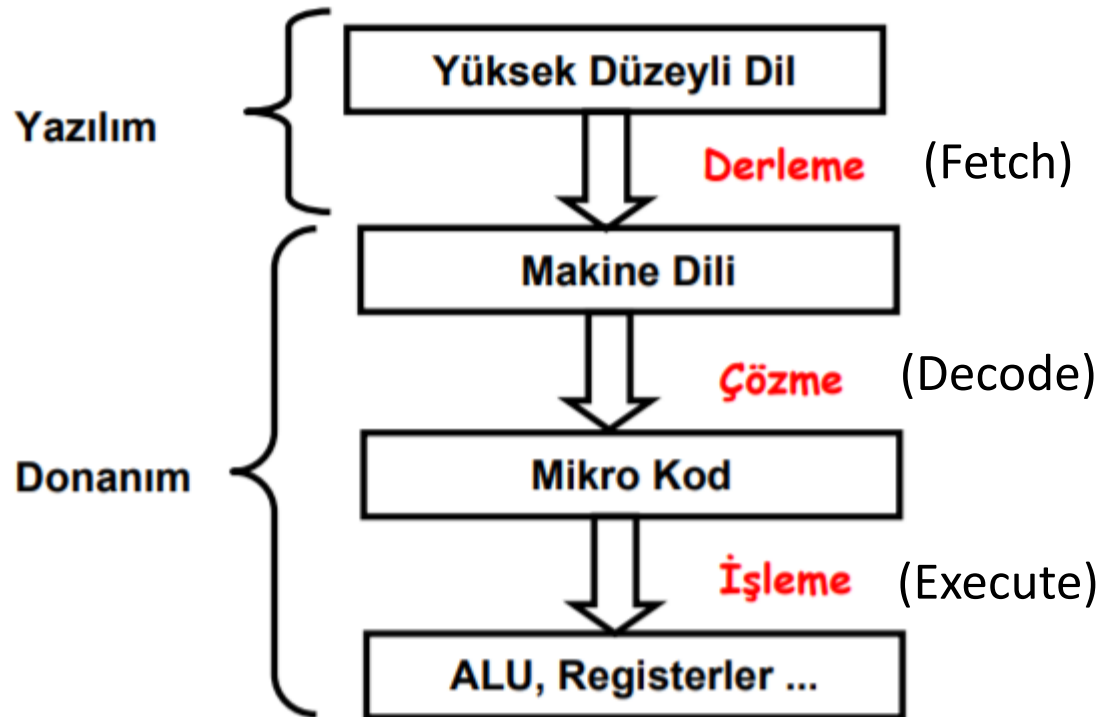 Yüksek Düzeyli Dil
Yazılım
Derleme (Fetch)
Makine Dili
Çözme (Decode)
Mikro Kod
Donanım
İşleme (Execute)
ALU, Registerler ...